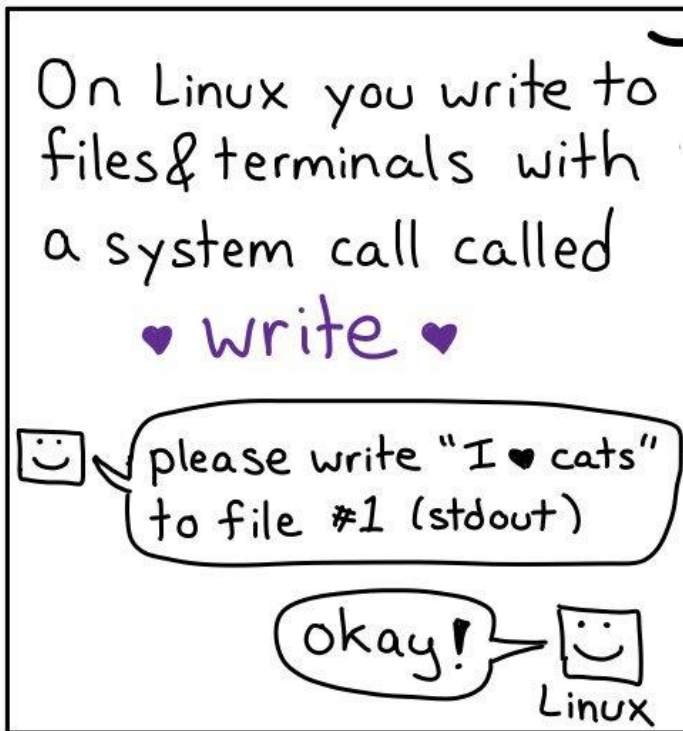 On Linux you write to
files & terminals with
a system call called
♥ write ♥
please write "I ♥ cats"
to file #1 (stdout)
okay!
Linux